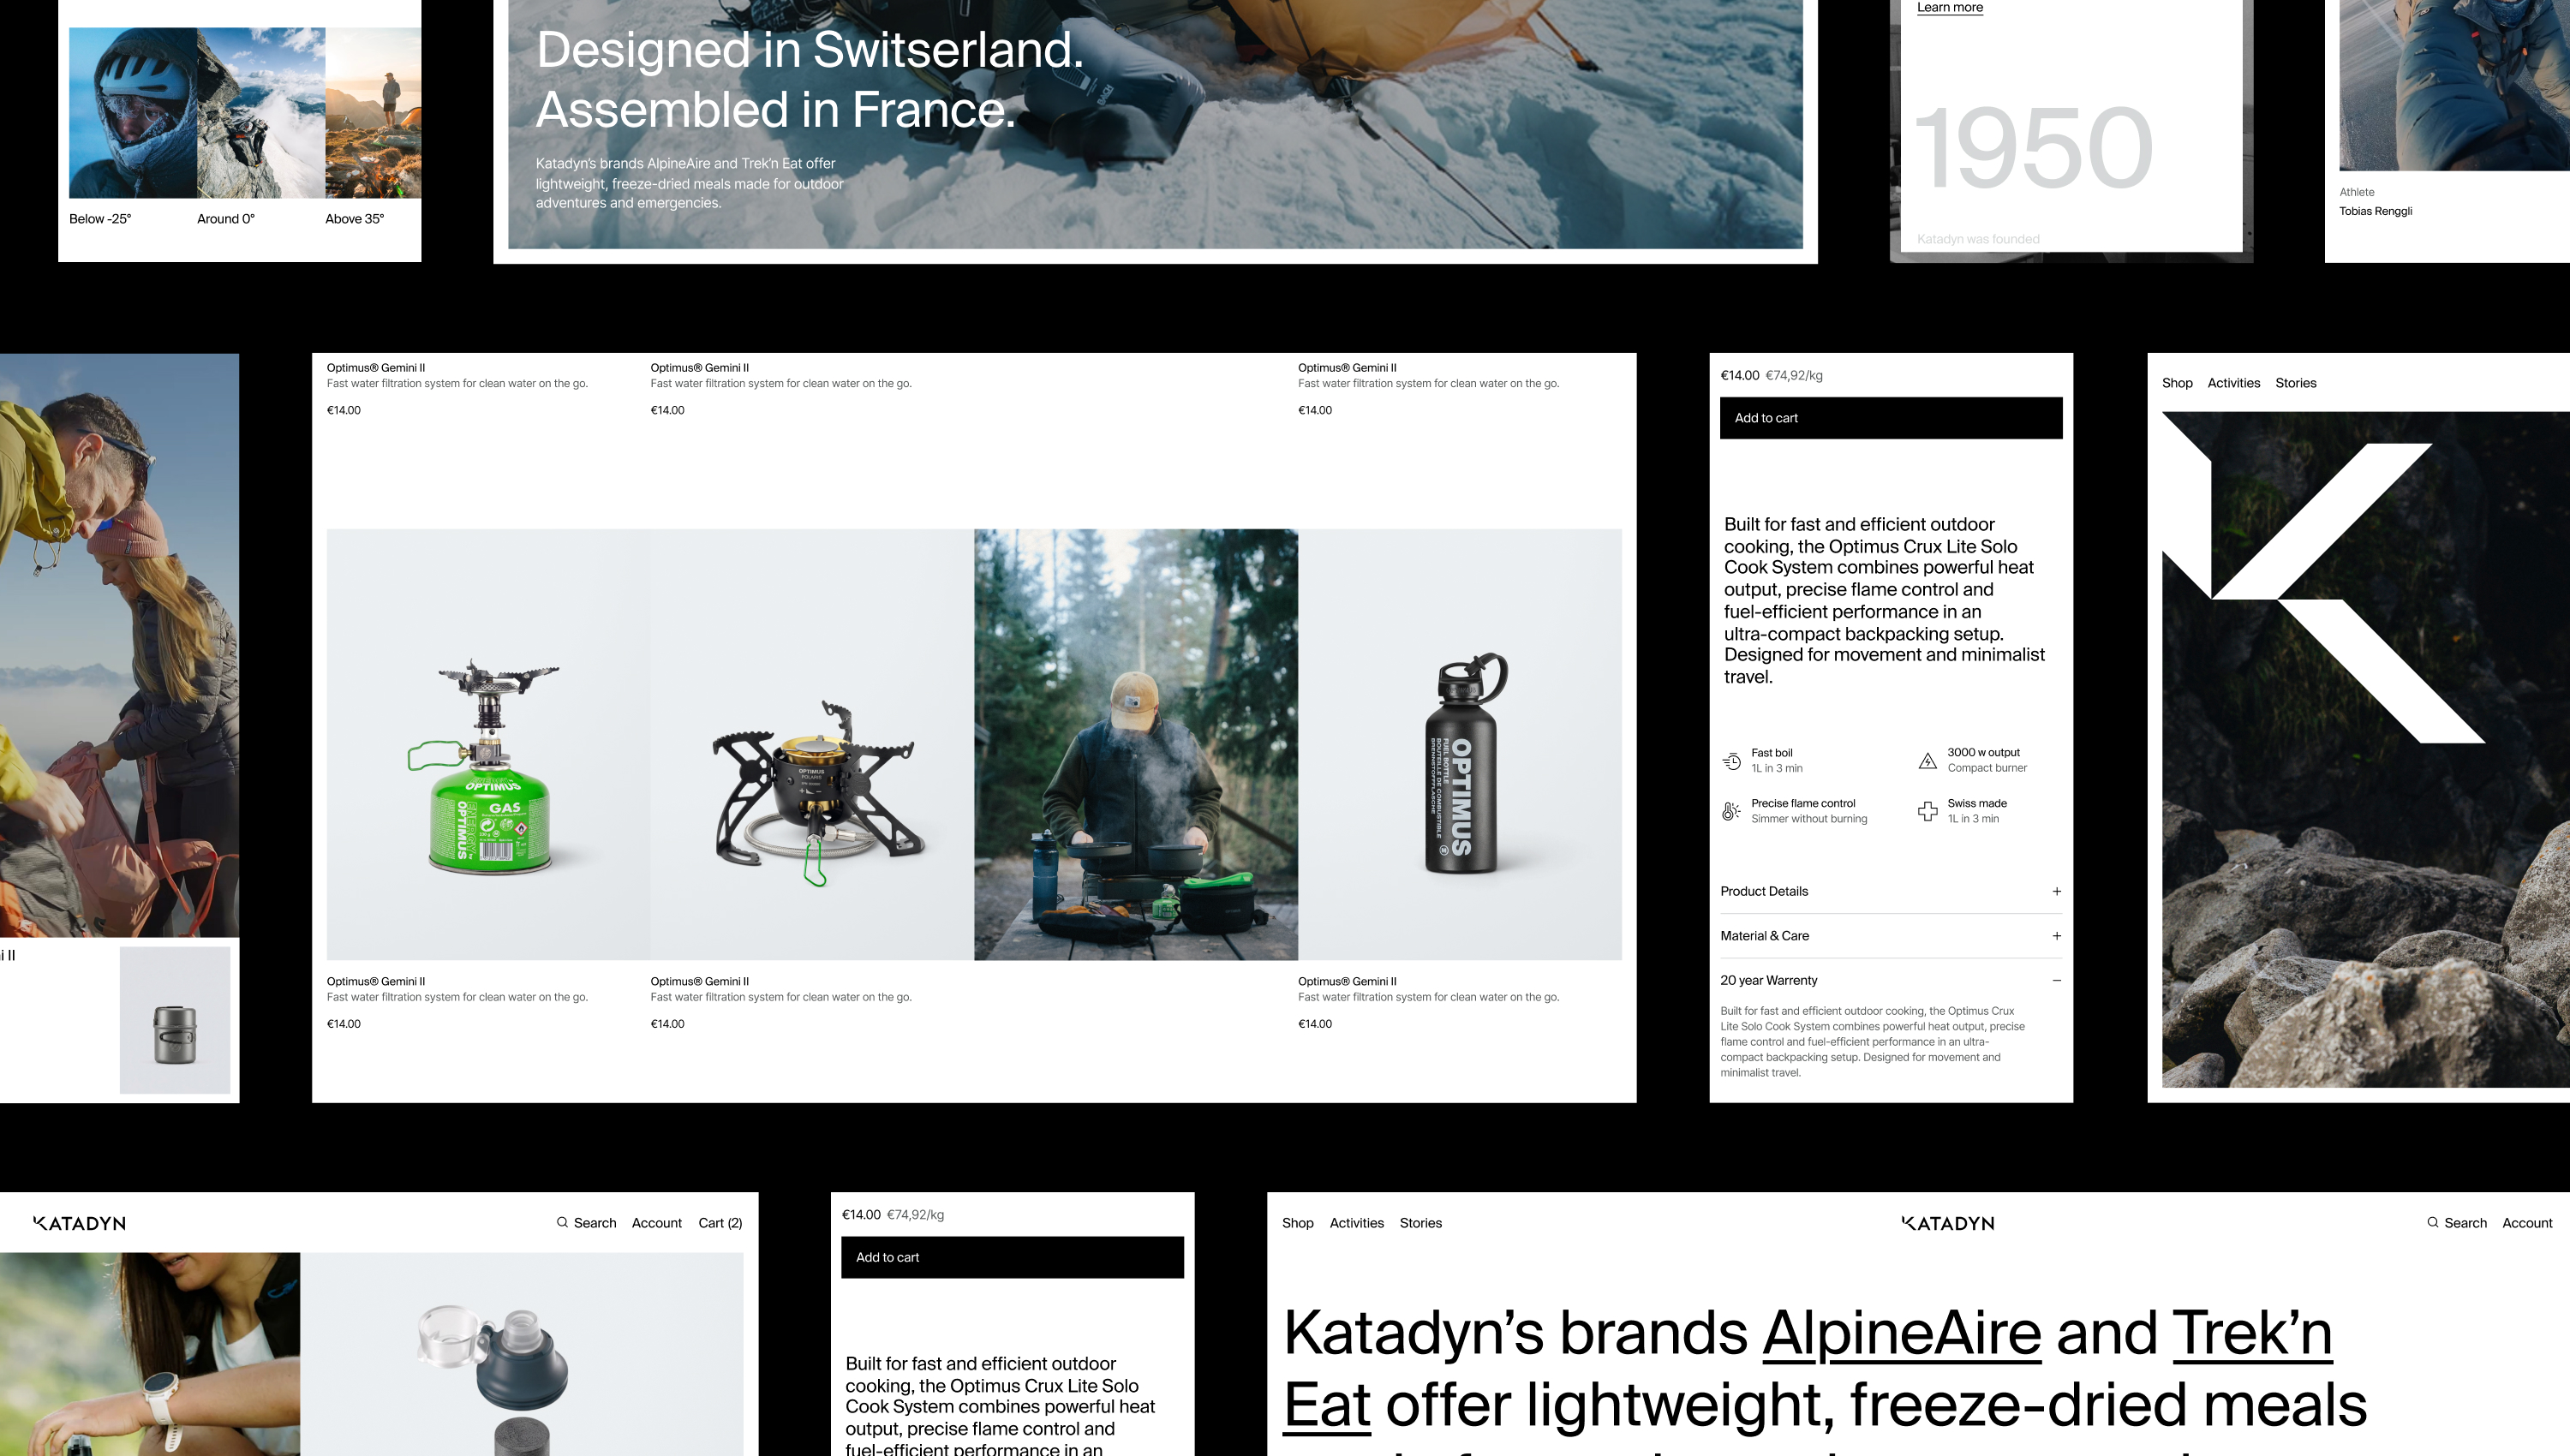 Below -25°
Around 0°
Above 35°
Designed in Switserland.
Assembled in France.
Katadyn's brands AlpineAire and Trek'n Eat offer
lightweight, freeze-dried meals made for outdoor
adventures and emergencies.
BACH
Learn more
1950
Katadyn was founded
Athlete
Tobias Renggli
i II
Optimus® Gemini II
Fast water filtration system for clean water on the go.
€14.00
Optimus® Gemini II
Fast water filtration system for clean water on the go.
€14.00
Optimus® Gemini II
Fast water filtration system for clean water on the go.
€14.00
OPTIMUS
GAS
ENERGY
OPTIMUS
OPTIMUS
POLARIS
OPTIMUS
FUEL BOTTLE
BOUTEILLE DE COMBUSTIBLE
BRENNSTOFFFLASCHE
M
Optimus® Gemini II
Fast water filtration system for clean water on the go.
€14.00
Optimus® Gemini II
Fast water filtration system for clean water on the go.
€14.00
Optimus® Gemini II
Fast water filtration system for clean water on the go.
€14.00
€14.00 €74,92/kg
Add to cart
Built for fast and efficient outdoor
cooking, the Optimus Crux Lite Solo
Cook System combines powerful heat
output, precise flame control and
fuel-efficient performance in an
ultra-compact backpacking setup.
Designed for movement and minimalist
travel.
Fast boil
1L in 3 min
3000 w output
Compact burner
Precise flame control
Simmer without burning
Swiss made
1L in 3 min
Product Details +
Material & Care +
20 year Warrenty −
Built for fast and efficient outdoor cooking, the Optimus Crux
Lite Solo Cook System combines powerful heat output, precise
flame control and fuel-efficient performance in an ultra-
compact backpacking setup. Designed for movement and
minimalist travel.
Shop Activities Stories
KATADYN
Search Account Cart (2)
€14.00 €74,92/kg
Add to cart
Built for fast and efficient outdoor
cooking, the Optimus Crux Lite Solo
Cook System combines powerful heat
output, precise flame control and
fuel-efficient performance in an
Shop Activities Stories
KATADYN
Search Account
Katadyn's brands AlpineAire and Trek'n
Eat offer lightweight, freeze-dried meals